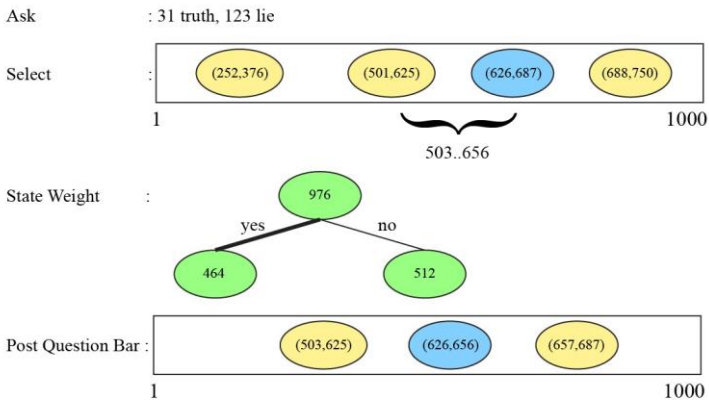 Ask : 31 truth, 123 lie
Select : (252,376) (501,625) (626,687) (688,750)
1 1000
503..656
State Weight : 976
yes no
464 512
Post Question Bar : (503,625) (626,656) (657,687)
1 1000